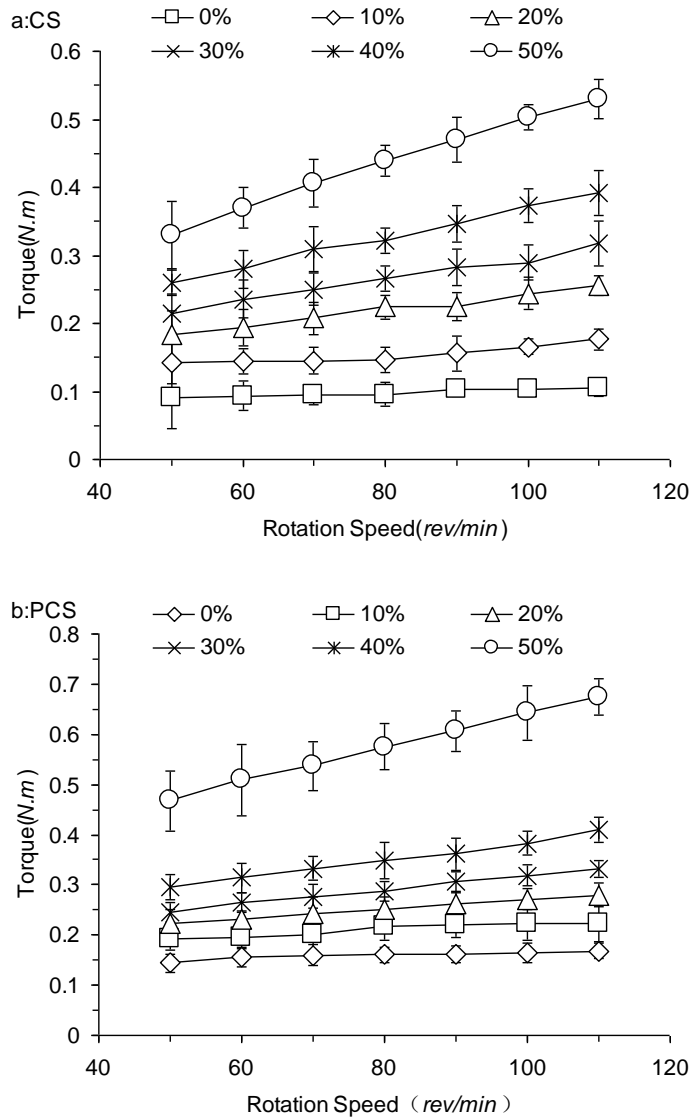 a:CS
0% 10% 20%
30% 40% 50%
0.6
0.5
0.4
0.3
0.2
0.1
0
Torque(N.m)
40 60 80 100 120
Rotation Speed(rev/min)
b:PCS
0% 10% 20%
30% 40% 50%
0.8
0.7
0.6
0.5
0.4
0.3
0.2
0.1
0
Torque(N.m)
40 60 80 100 120
Rotation Speed（rev/min）